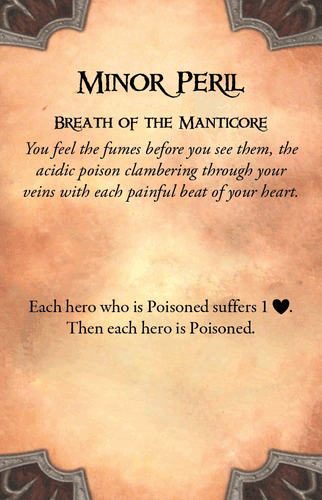 Minor Peril
Breath of the Manticore
You feel the fumes before you see them, the
acidic poison clambering through your
veins with each painful beat of your heart.
Each hero who is Poisoned suffers 1 ♥.
Then each hero is Poisoned.